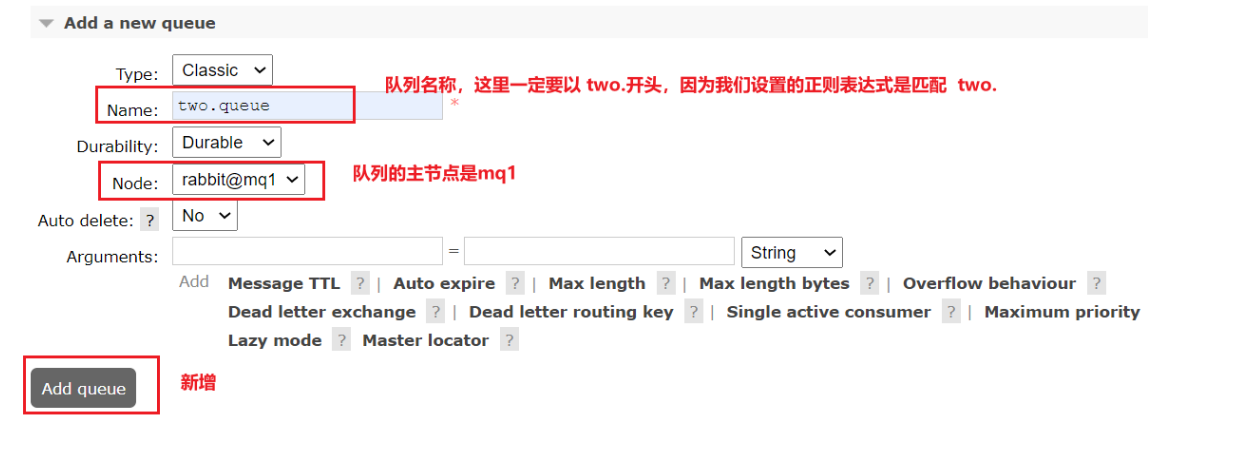 Add a new queue
Type: Classic
队列名称，这里一定要以 two.开头，因为我们设置的正则表达式是匹配 two.
Name: two.queue *
Durability: Durable
Node: rabbit@mq1 队列的主节点是mq1
Auto delete: ? No
Arguments: = String
Add Message TTL ? | Auto expire ? | Max length ? | Max length bytes ? | Overflow behaviour ?
Dead letter exchange ? | Dead letter routing key ? | Single active consumer ? | Maximum priority
Lazy mode ? Master locator ?
Add queue 新增